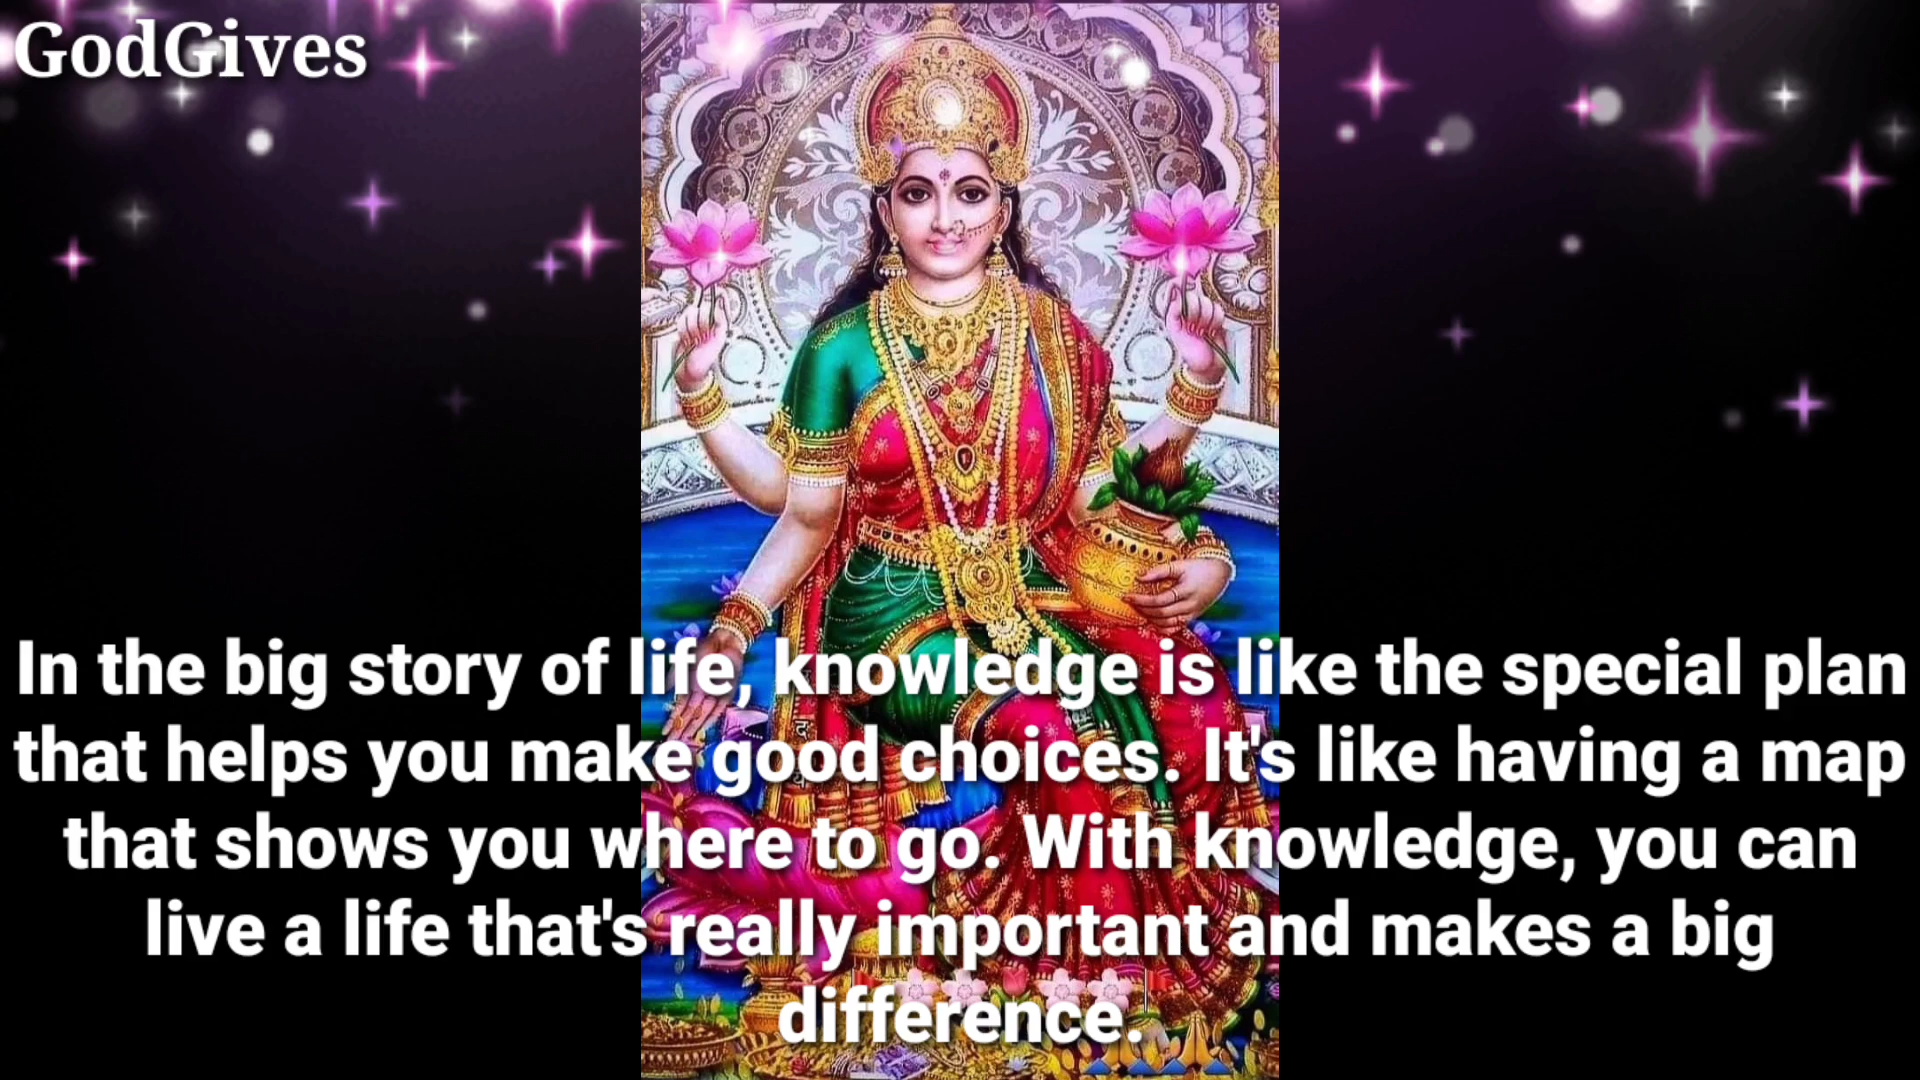 GodGives
In the big story of life, knowledge is like the special plan
that helps you make good choices. It's like having a map
that shows you where to go. With knowledge, you can
live a life that's really important and makes a big
difference.